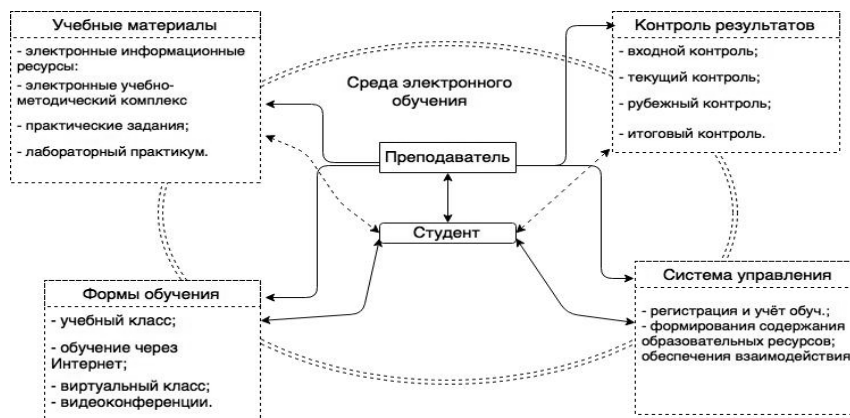 Учебные материалы
- электронные информационные
ресурсы:
- электронные учебно-
методический комплекс
- практические задания;
- лабораторный практикум.
Контроль результатов
- входной контроль;
- текущий контроль;
- рубежный контроль;
- итоговый контроль.
Среда электронного
обучения
Преподаватель
Студент
Формы обучения
- учебный класс;
- обучение через
Интернет;
- виртуальный класс;
- видеоконференции.
Система управления
- регистрация и учёт обуч.;
- формирования содержания
образовательных ресурсов;
обеспечения взаимодействия